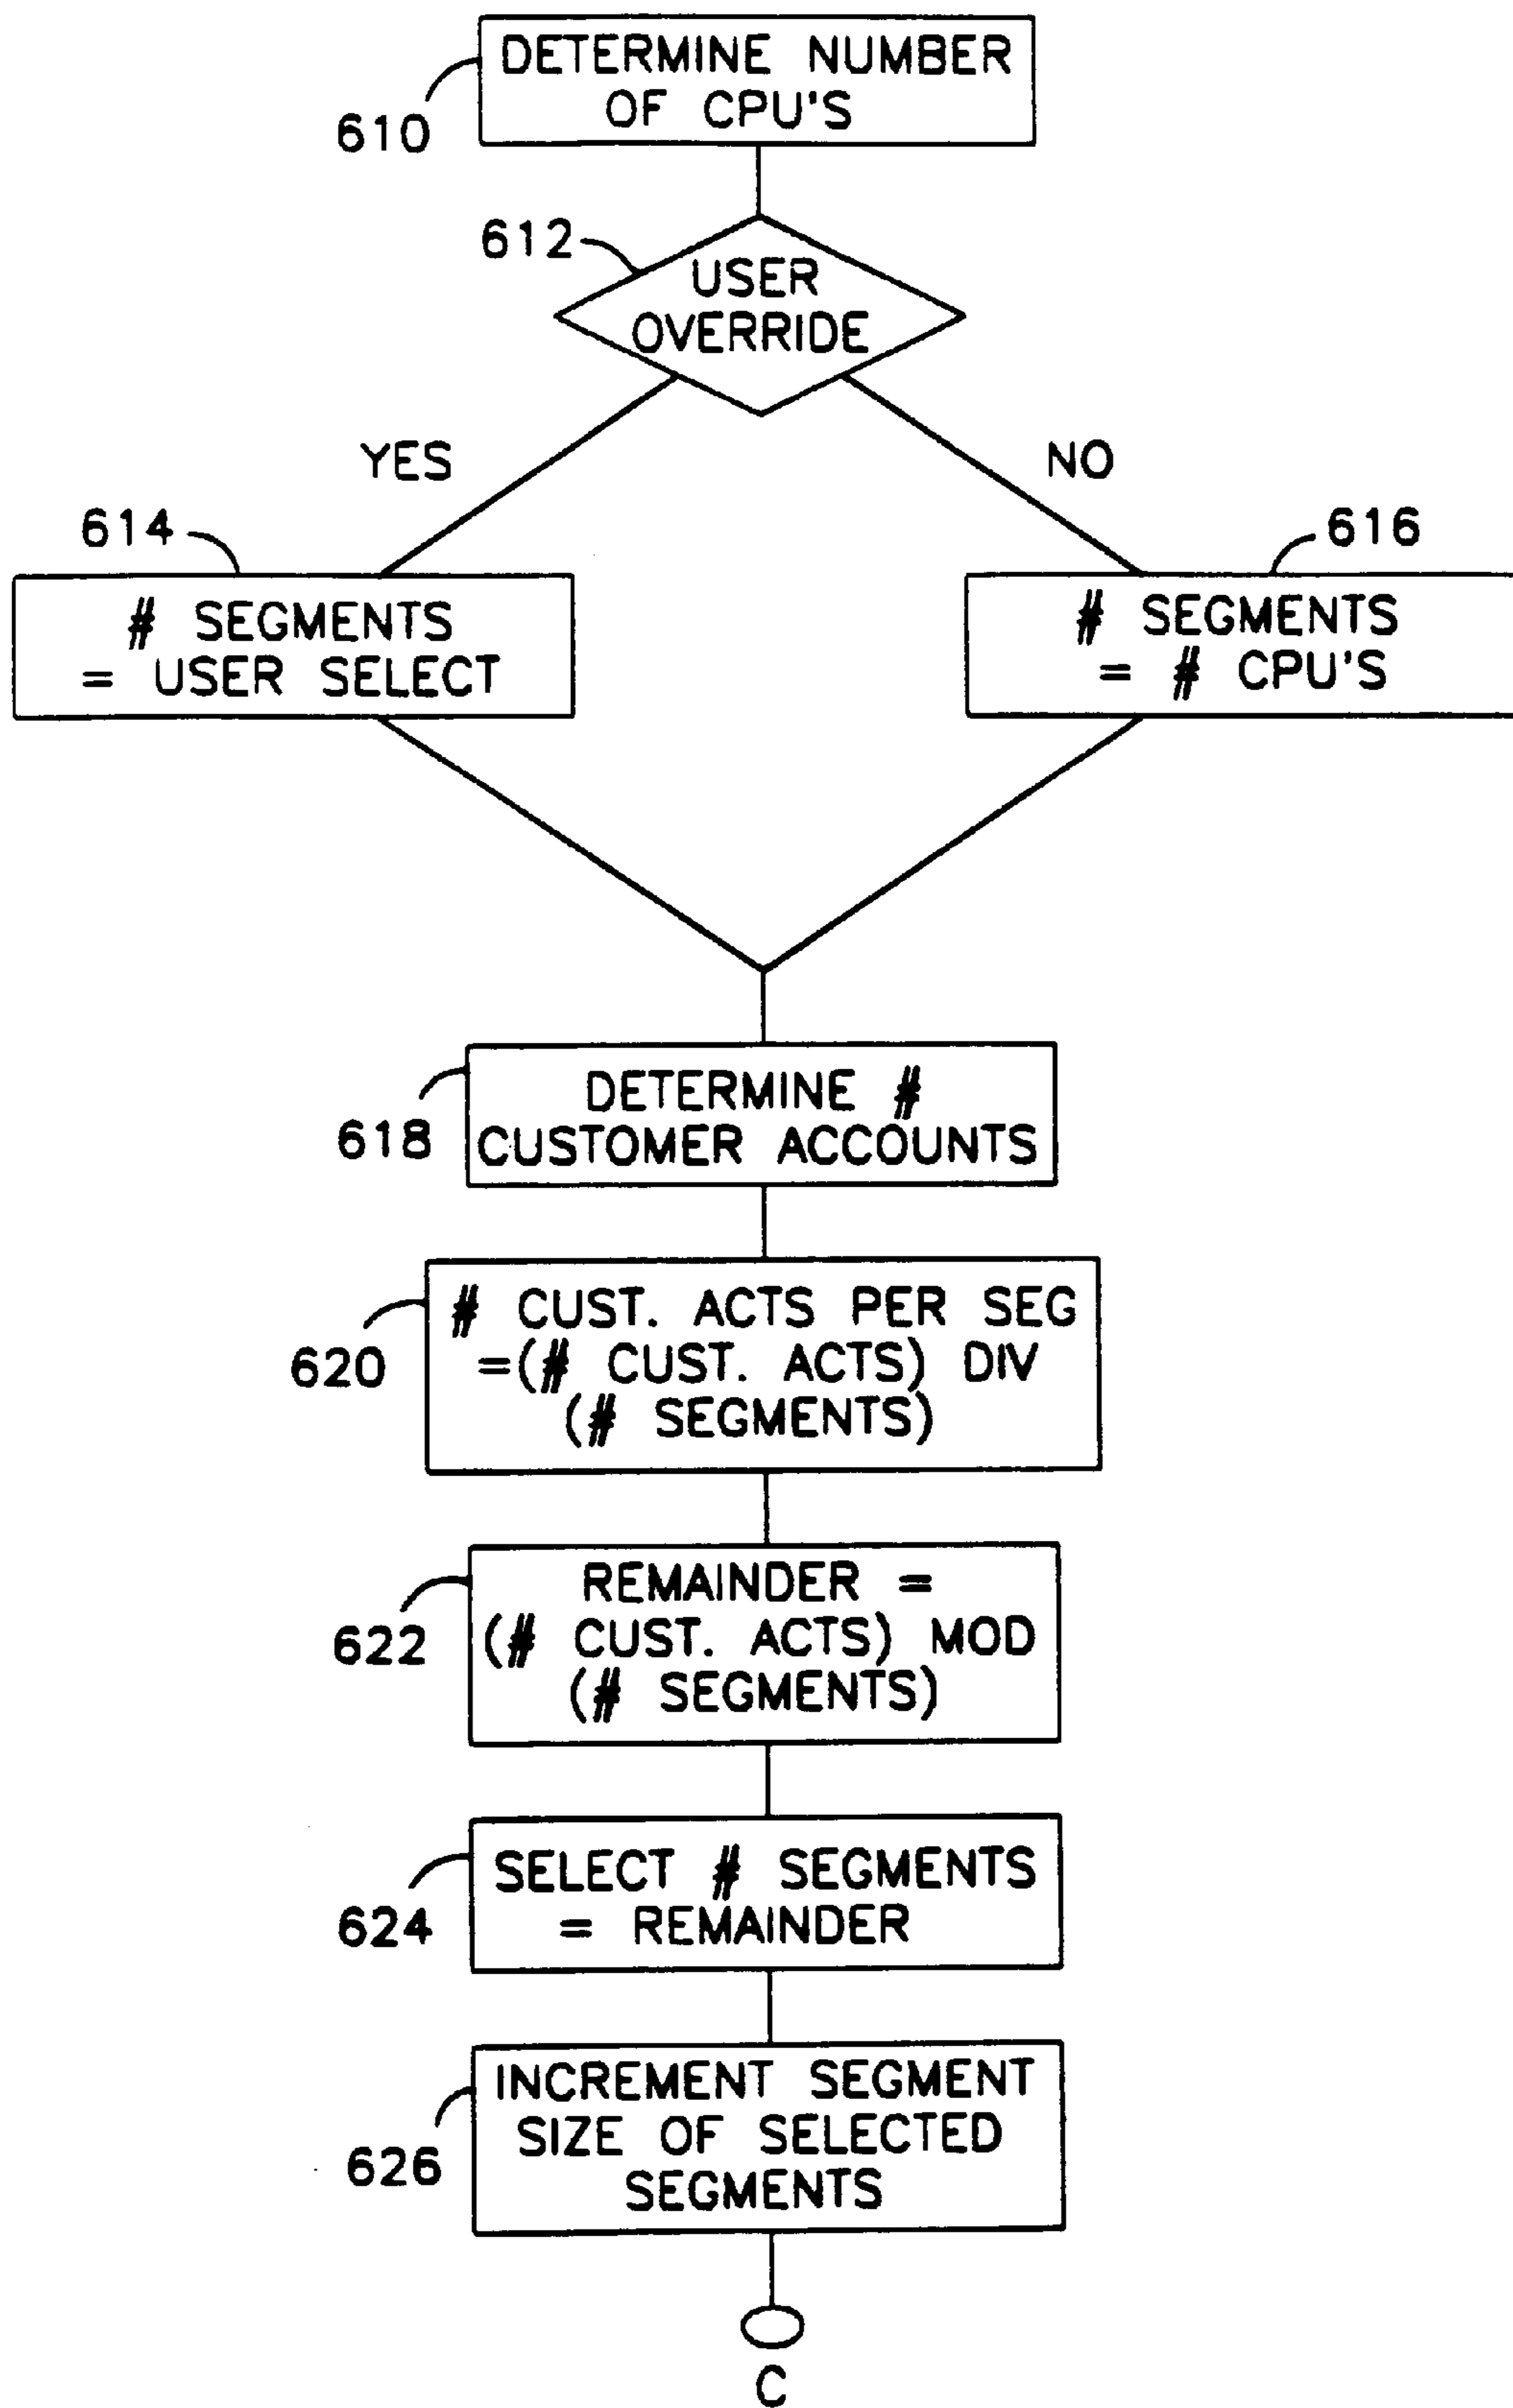 DETERMINE NUMBER
OF CPU'S
610
612
USER
OVERRIDE
YES
NO
614
616
# SEGMENTS
= USER SELECT
# SEGMENTS
= # CPU'S
DETERMINE #
CUSTOMER ACCOUNTS
618
# CUST. ACTS PER SEG
=(# CUST. ACTS) DIV
(# SEGMENTS)
620
REMAINDER =
(# CUST. ACTS) MOD
(# SEGMENTS)
622
SELECT # SEGMENTS
= REMAINDER
624
INCREMENT SEGMENT
SIZE OF SELECTED
SEGMENTS
626
C